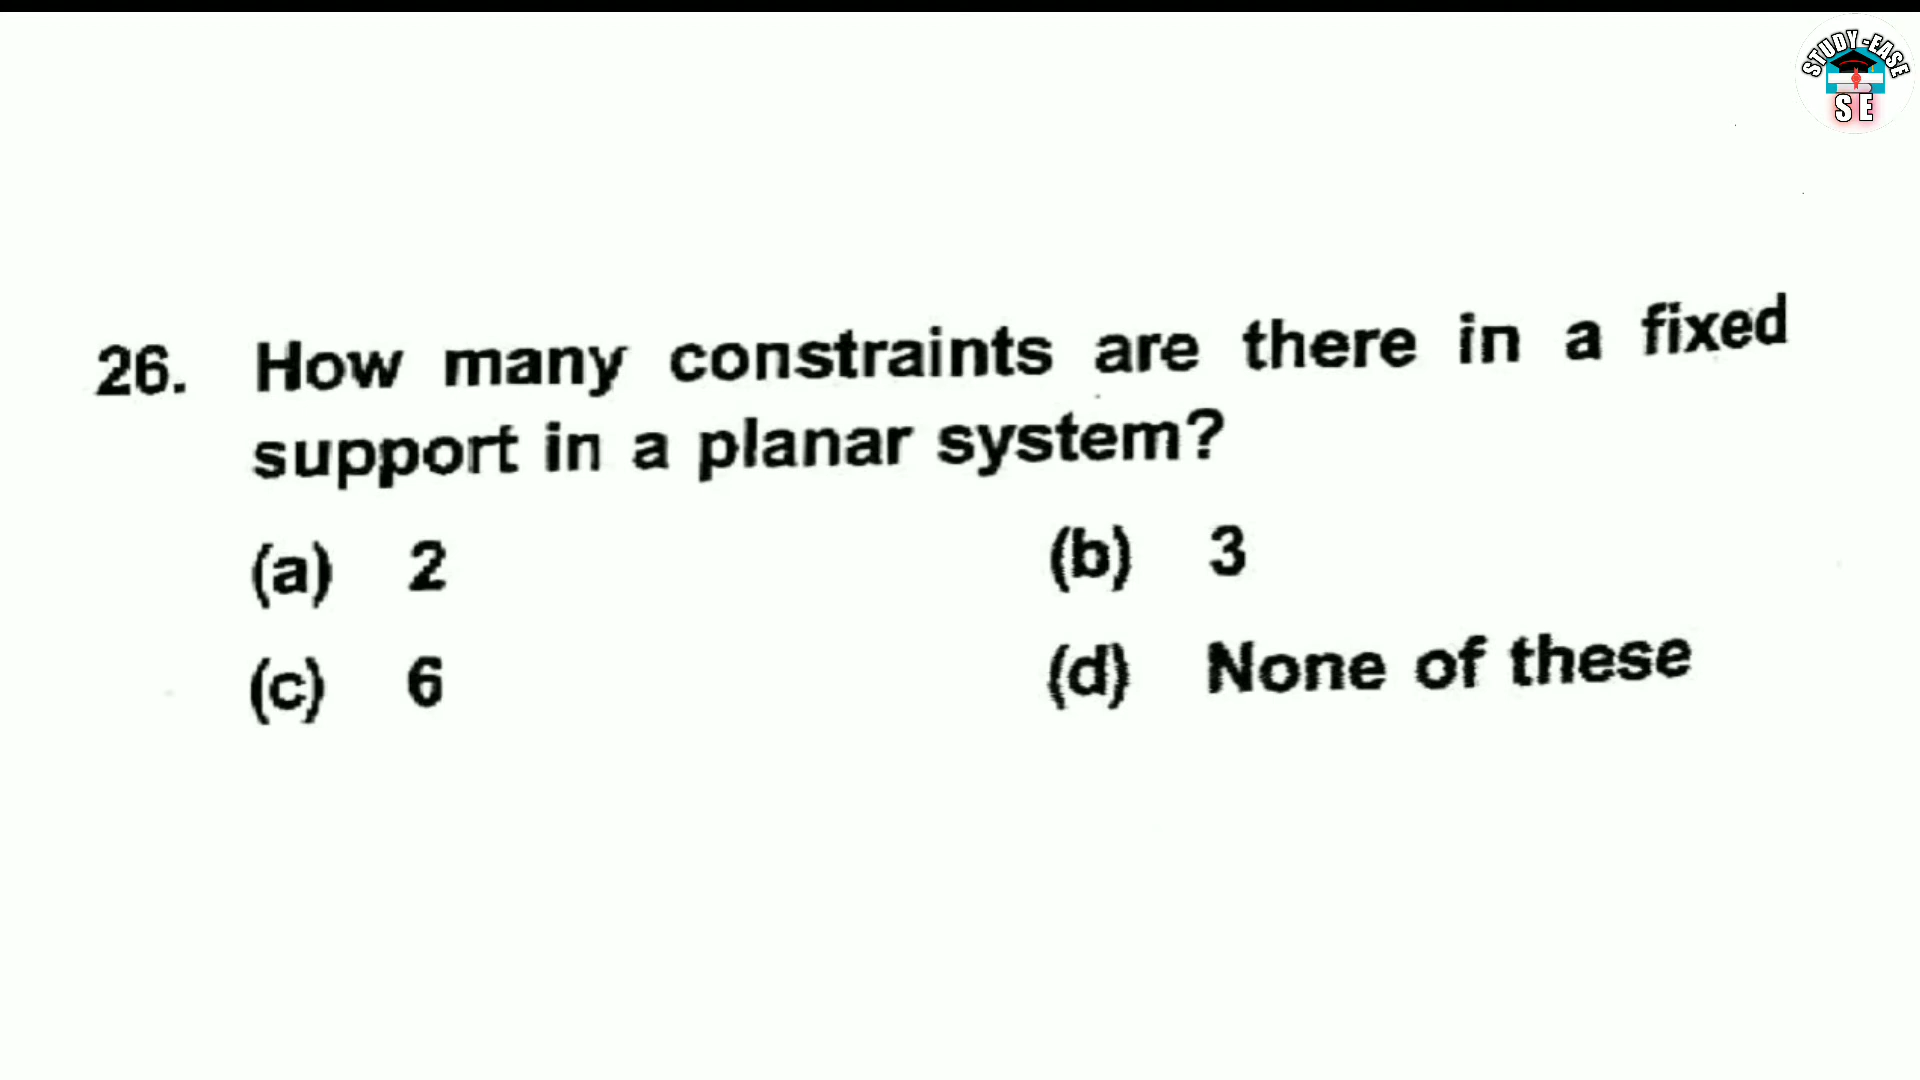 STUDY-EASE
S E
26. How many constraints are there in a fixed
support in a planar system?
(a) 2 (b) 3
(c) 6 (d) None of these